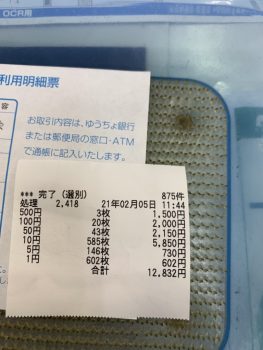 OCR用
利用明細票
容
お取引内容は、ゆうちょ銀行
または郵便局の窓口・ATM
で通帳に記入いたします。
*** 完了 (選別) 875件
処理 2,418 21年02月05日 11:44
500円 3枚 1,500円
100円 20枚 2,000円
50円 43枚 2,150円
10円 585枚 5,850円
5円 146枚 730円
1円 602枚 602円
合計 12,832円